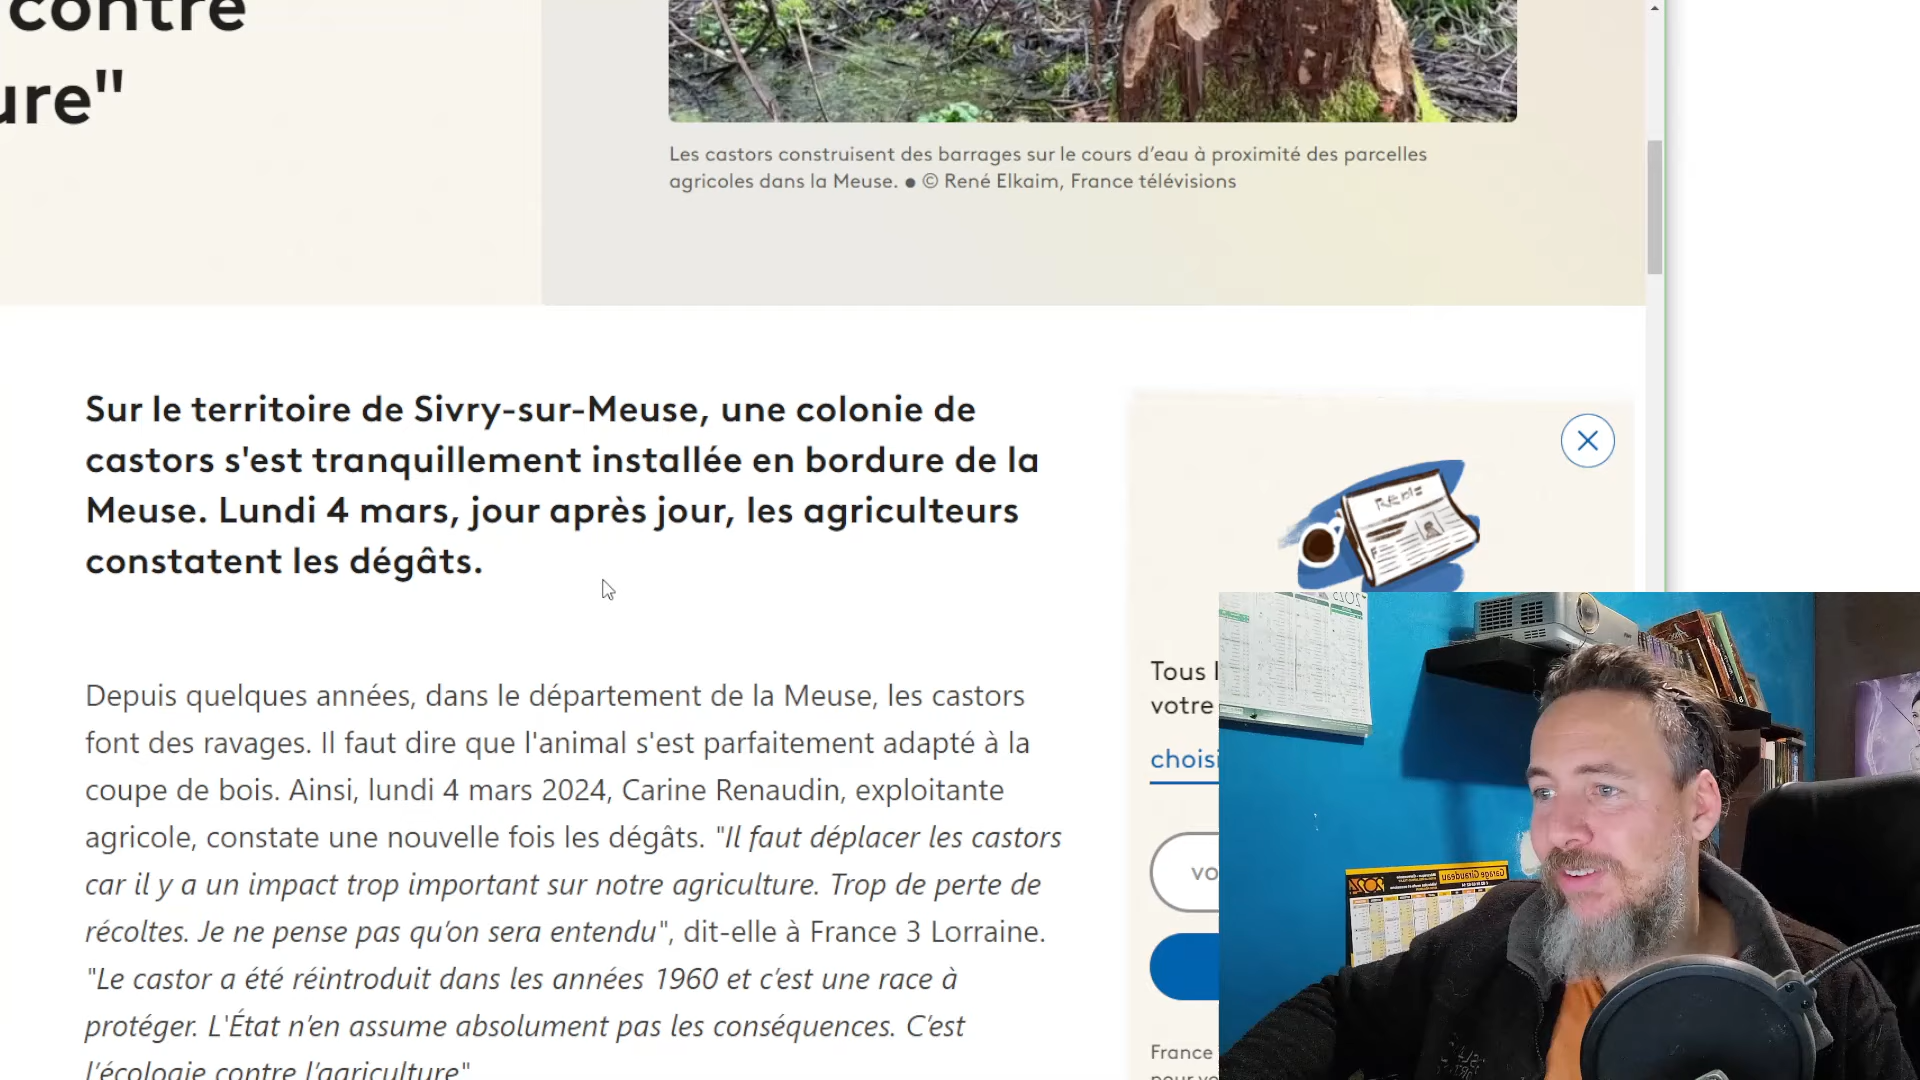 contre
ure"
Les castors construisent des barrages sur le cours d'eau à proximité des parcelles
agricoles dans la Meuse. ● © René Elkaim, France télévisions
Sur le territoire de Sivry-sur-Meuse, une colonie de
castors s'est tranquillement installée en bordure de la
Meuse. Lundi 4 mars, jour après jour, les agriculteurs
constatent les dégâts.
Depuis quelques années, dans le département de la Meuse, les castors
font des ravages. Il faut dire que l'animal s'est parfaitement adapté à la
coupe de bois. Ainsi, lundi 4 mars 2024, Carine Renaudin, exploitante
agricole, constate une nouvelle fois les dégâts. "Il faut déplacer les castors
car il y a un impact trop important sur notre agriculture. Trop de perte de
récoltes. Je ne pense pas qu'on sera entendu", dit-elle à France 3 Lorraine.
"Le castor a été réintroduit dans les années 1960 et c'est une race à
protéger. L'État n'en assume absolument pas les conséquences. C'est
l'écologie contre l'agriculture"
Tous l
votre
choisi
vo
France
pour vo
Garage Giraudeau